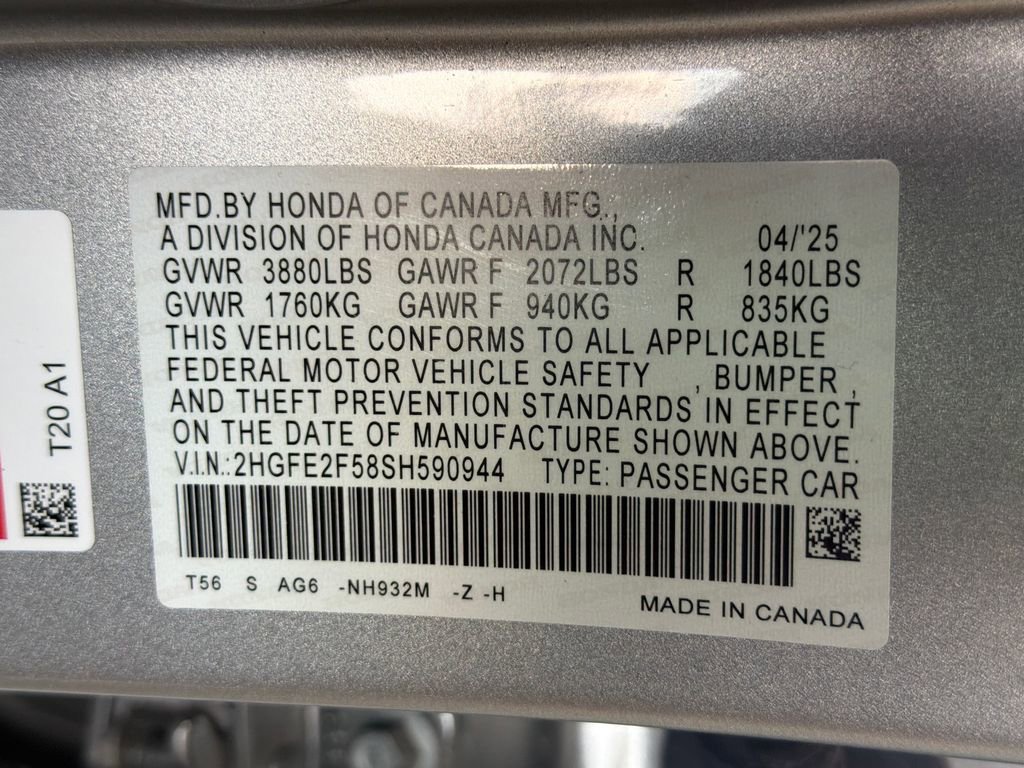 MFD.BY HONDA OF CANADA MFG.,
A DIVISION OF HONDA CANADA INC. 04/'25
GVWR 3880LBS GAWR F 2072LBS R 1840LBS
GVWR 1760KG GAWR F 940KG R 835KG
THIS VEHICLE CONFORMS TO ALL APPLICABLE
FEDERAL MOTOR VEHICLE SAFETY , BUMPER ,
AND THEFT PREVENTION STANDARDS IN EFFECT
ON THE DATE OF MANUFACTURE SHOWN ABOVE.
V.I.N.:2HGFE2F58SH590944 TYPE: PASSENGER CAR
T56 S AG6 -NH932M -Z -H
MADE IN CANADA
T20 A1